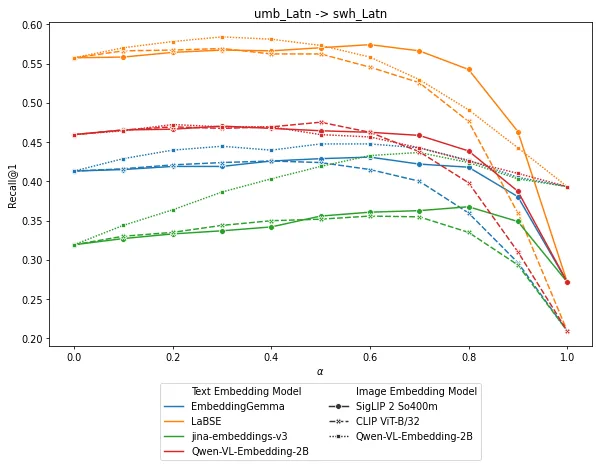 umb_Latn -> swh_Latn
Recall@1
0.60
0.55
0.50
0.45
0.40
0.35
0.30
0.25
0.20
0.0
0.2
0.4
0.6
0.8
1.0
α
Text Embedding Model
EmbeddingGemma
LaBSE
jina-embeddings-v3
Qwen-VL-Embedding-2B
Image Embedding Model
SigLIP 2 So400m
CLIP ViT-B/32
Qwen-VL-Embedding-2B